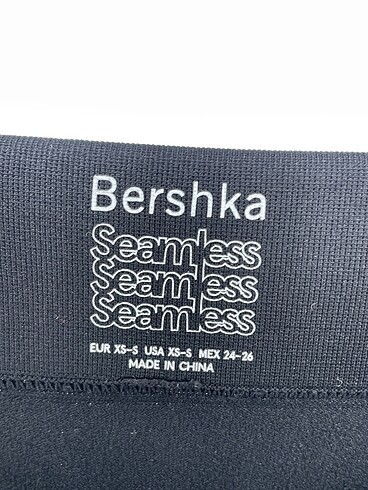 Bershka
Seamless
Seamless
Seamless
EUR XS-S USA XS-S MEX 24-26
MADE IN CHINA